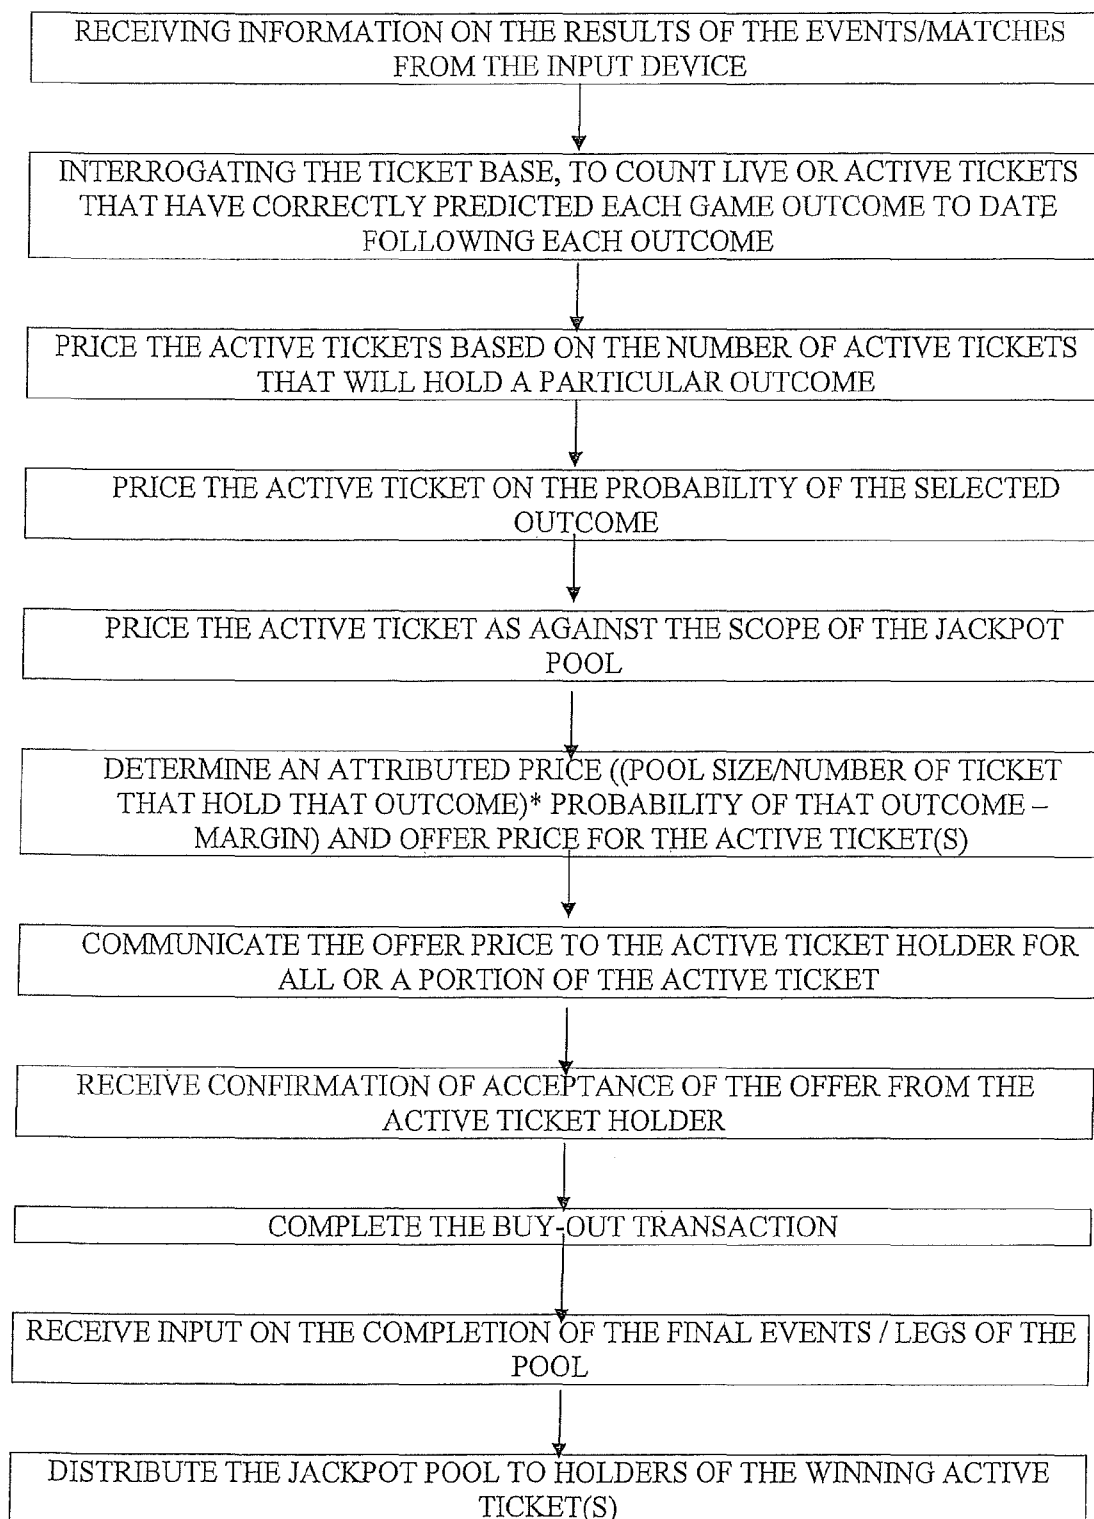 RECEIVING INFORMATION ON THE RESULTS OF THE EVENTS/MATCHES
FROM THE INPUT DEVICE
INTERROGATING THE TICKET BASE, TO COUNT LIVE OR ACTIVE TICKETS
THAT HAVE CORRECTLY PREDICTED EACH GAME OUTCOME TO DATE
FOLLOWING EACH OUTCOME
PRICE THE ACTIVE TICKETS BASED ON THE NUMBER OF ACTIVE TICKETS
THAT WILL HOLD A PARTICULAR OUTCOME
PRICE THE ACTIVE TICKET ON THE PROBABILITY OF THE SELECTED
OUTCOME
PRICE THE ACTIVE TICKET AS AGAINST THE SCOPE OF THE JACKPOT
POOL
DETERMINE AN ATTRIBUTED PRICE ((POOL SIZE/NUMBER OF TICKET
THAT HOLD THAT OUTCOME)* PROBABILITY OF THAT OUTCOME –
MARGIN) AND OFFER PRICE FOR THE ACTIVE TICKET(S)
COMMUNICATE THE OFFER PRICE TO THE ACTIVE TICKET HOLDER FOR
ALL OR A PORTION OF THE ACTIVE TICKET
RECEIVE CONFIRMATION OF ACCEPTANCE OF THE OFFER FROM THE
ACTIVE TICKET HOLDER
COMPLETE THE BUY-OUT TRANSACTION
RECEIVE INPUT ON THE COMPLETION OF THE FINAL EVENTS / LEGS OF THE
POOL
DISTRIBUTE THE JACKPOT POOL TO HOLDERS OF THE WINNING ACTIVE
TICKET(S)